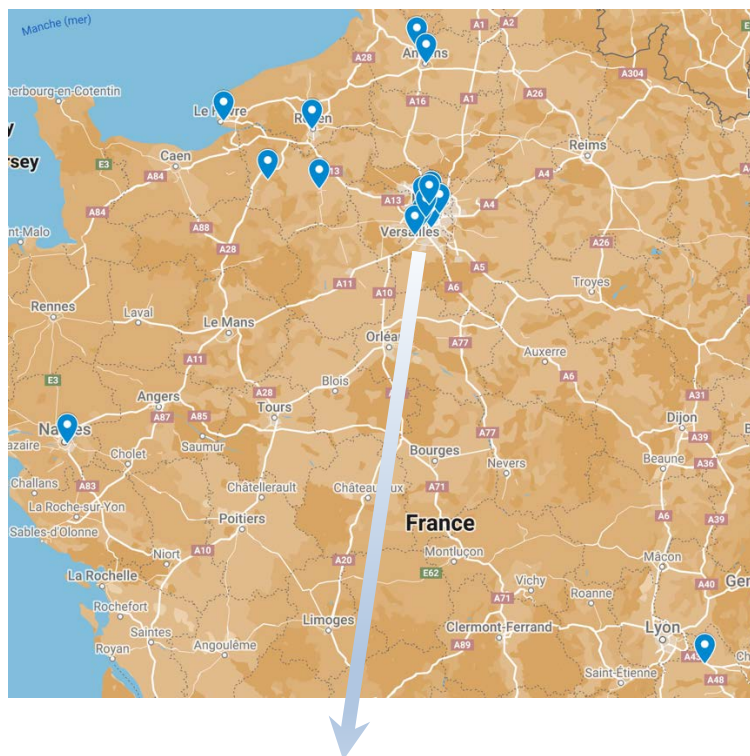 Manche (mer)
A1
A2
A28
Amiens
A304
erbourg-en-Cotentin
A16
A1
A26
Le Havre
Rouen
Reims
Caen
E3
A84
rsey
A13
A13
A4
A4
A84
Versailles
nt-Malo
A88
A26
A28
A11
A10
A5
A6
Troyes
Rennes
Laval
Le Mans
Orléan
A77
Auxerre
A11
A6
E3
Blois
A31
Angers
A28
A87
A85
Tours
Dijon
Nantes
azaire
Saumur
A77
A39
Cholet
Bourges
Beaune
A36
Nevers
Challans
A83
Châtellerault
Châteauroux
A71
La Roche-sur-Yon
A6
A39
Sables-d'Olonne
Poitiers
France
A10
Niort
A20
Montluçon
Mâcon
Gen
La Rochelle
E62
Vichy
A40
Roanne
Rochefort
A71
Limoges
Saintes
Clermont-Ferrand
Lyon
Angoulême
A89
A43
Ch
Royan
Saint-Étienne
A48